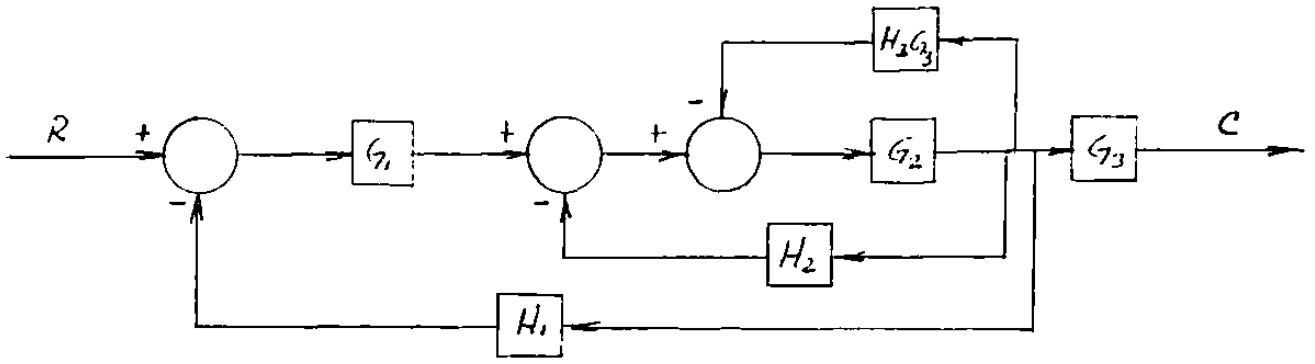 H₃G₃
-
R
+
G₁
+
+
G₂
G₃
C
-
-
H₂
H₁